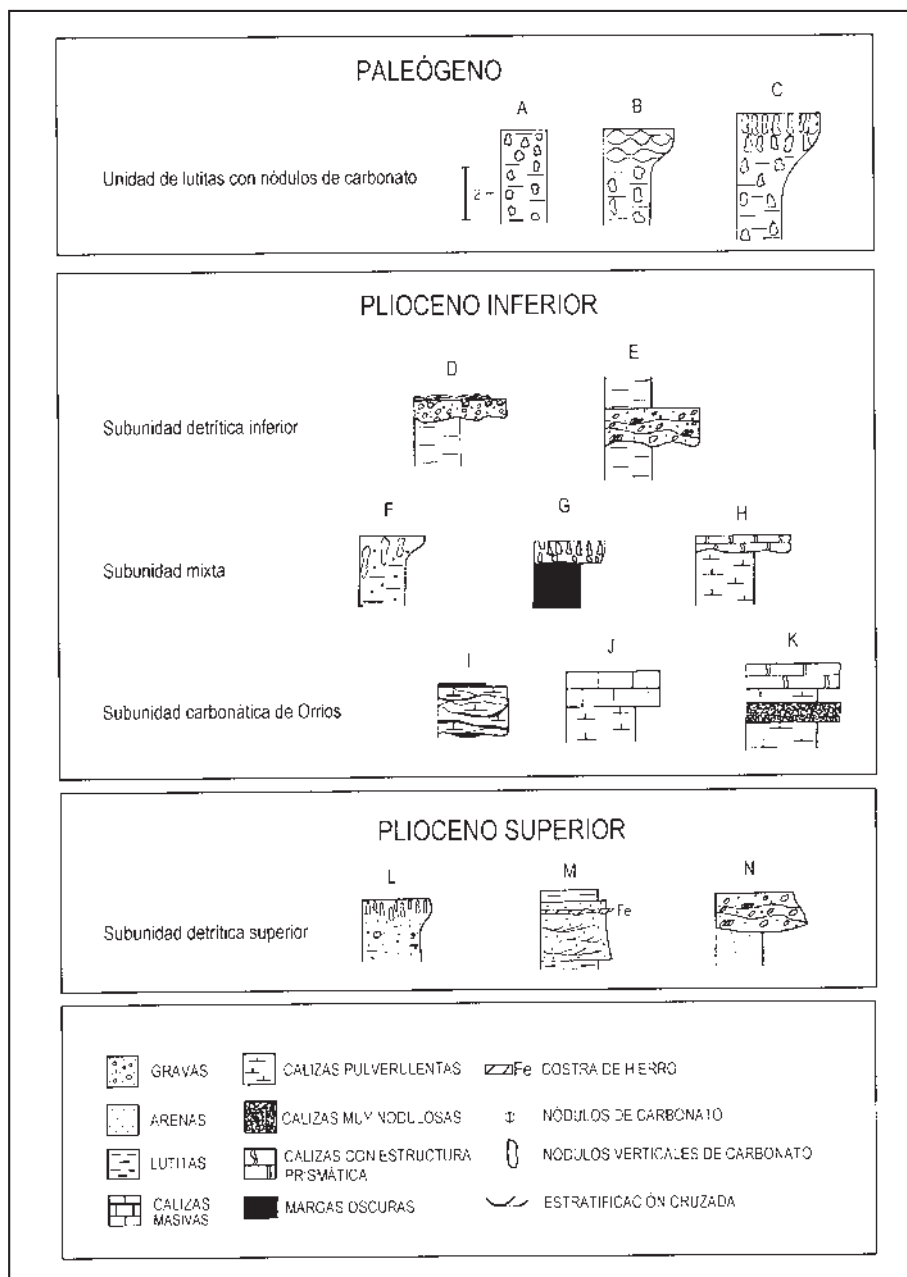 PALEÓGENO
A
B
C
Unidad de lutitas con nódulos de carbonato
2 m
PLIOCENO INFERIOR
D
E
Subunidad detrítica inferior
F
G
H
Subunidad mixta
I
J
K
Subunidad carbonática de Orrios
PLIOCENO SUPERIOR
L
M
N
Fe
Subunidad detrítica superior
GRAVAS
CALIZAS PULVERULENTAS
Fe COSTRA DE HIERRO
ARENAS
CALIZAS MUY NODULOSAS
NÓDULOS DE CARBONATO
LUTITAS
CALIZAS CON ESTRUCTURA
PRISMÁTICA
NODULOS VERTICALES DE CARBONATO
CALIZAS
MASIVAS
MARGAS OSCURAS
ESTRATIFICACIÓN CRUZADA